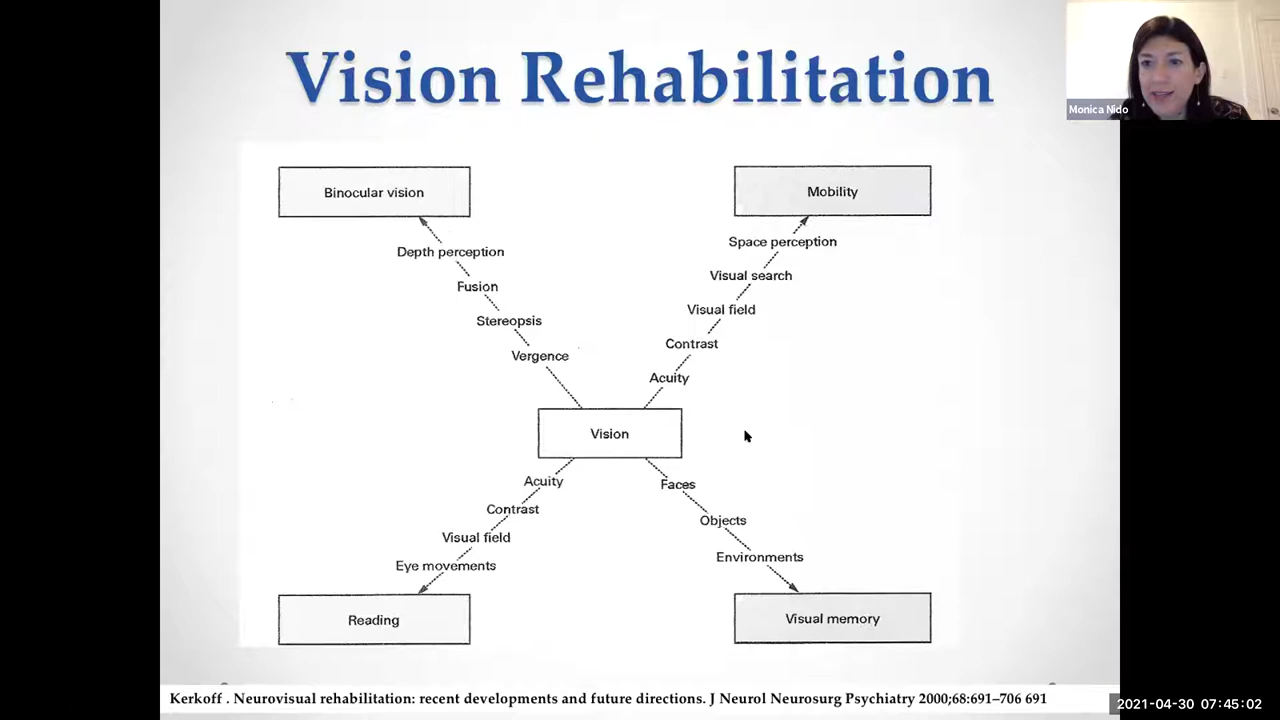 Vision Rehabilitation
Monica Nido
Binocular vision
Mobility
Depth perception
Space perception
Fusion
Visual search
Stereopsis
Visual field
Vergence
Contrast
Acuity
Vision
Acuity
Faces
Contrast
Objects
Visual field
Environments
Eye movements
Reading
Visual memory
Kerkoff . Neurovisual rehabilitation: recent developments and future directions. J Neurol Neurosurg Psychiatry 2000;68:691–706 691
2021-04-30 07:45:02